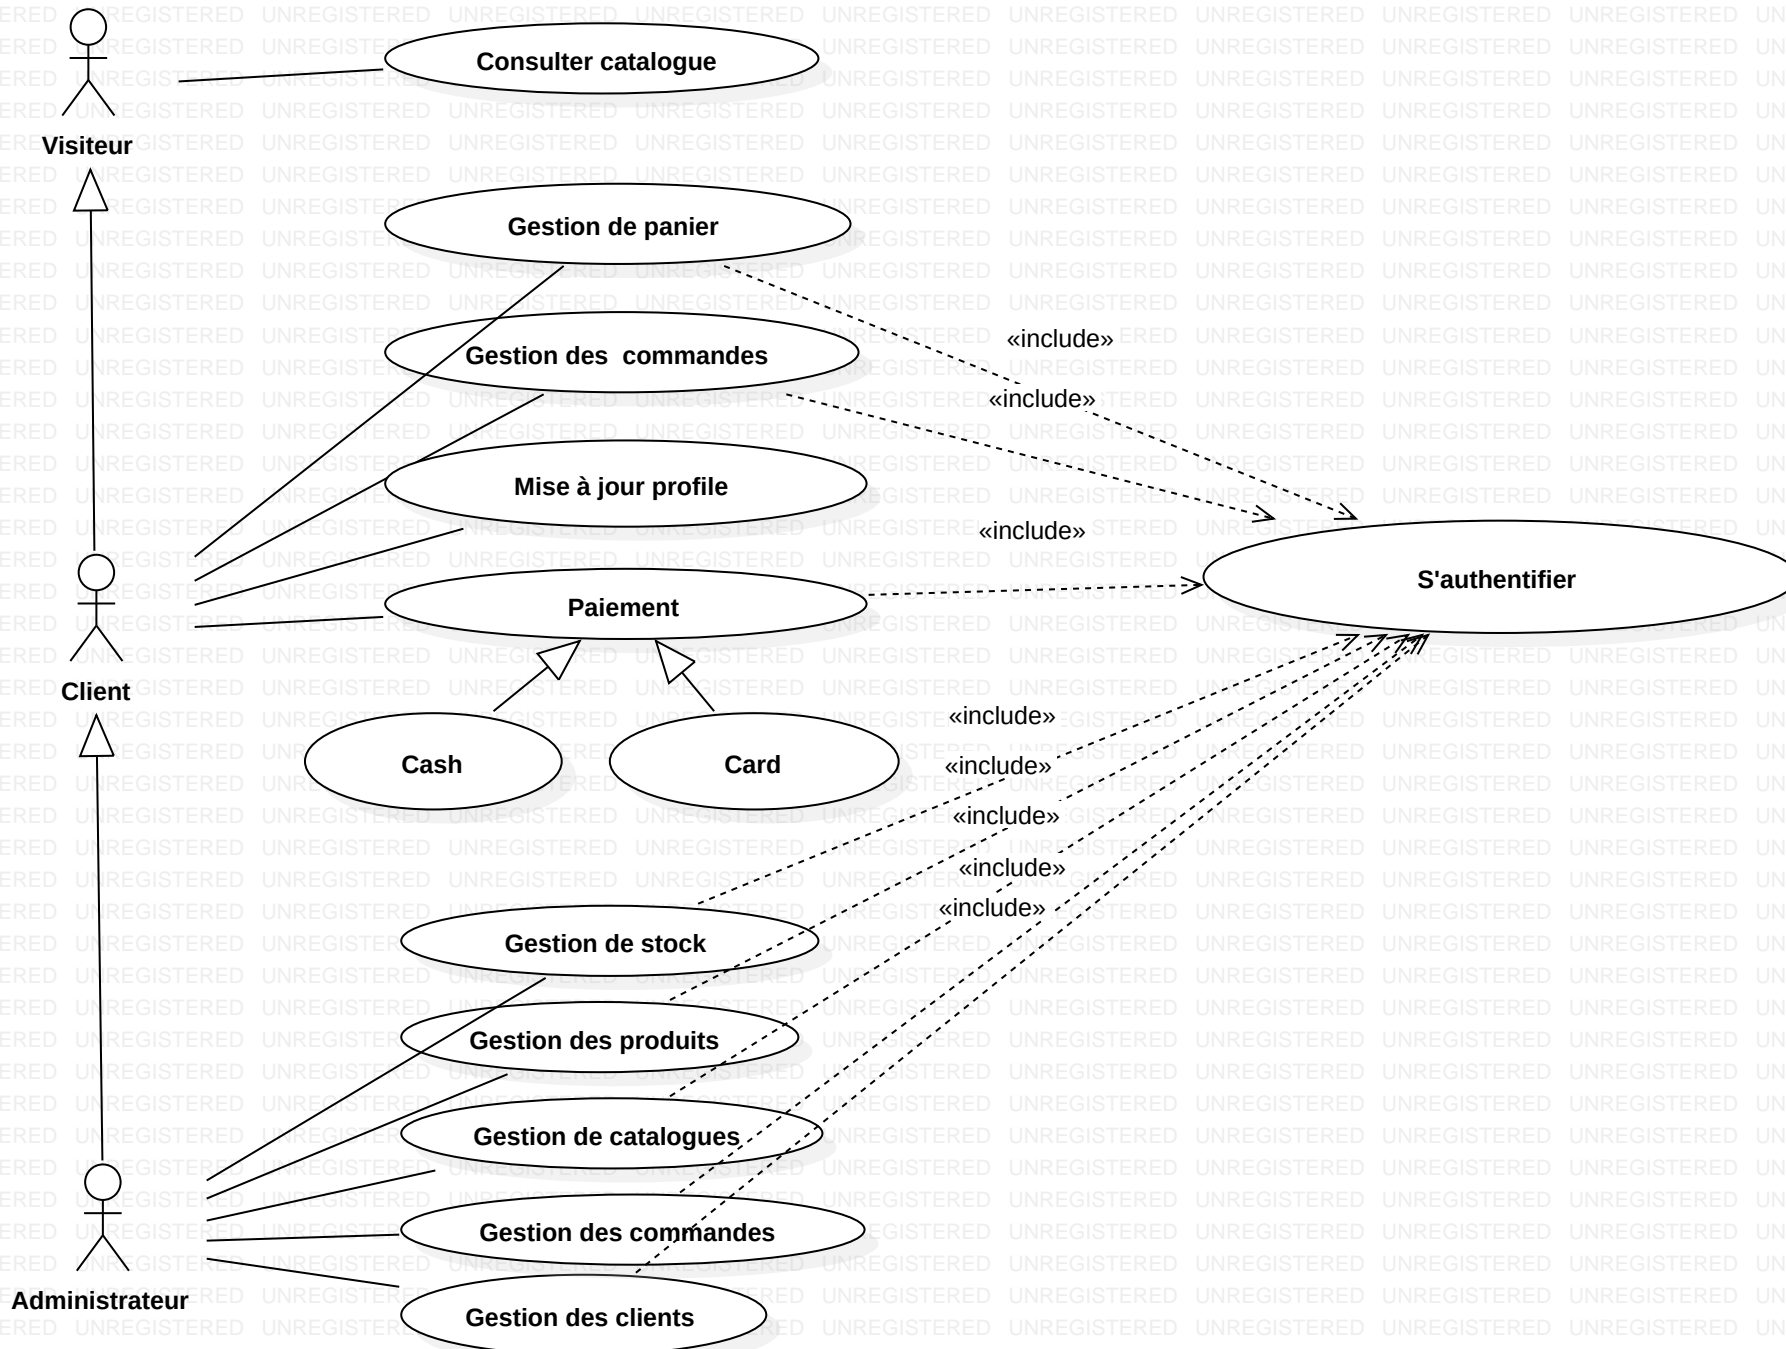 Consulter catalogue
Visiteur
Gestion de panier
«include»
Gestion des  commandes
«include»
Mise à jour profile
«include»
S'authentifier
Paiement
Client
«include»
Cash
Card
«include»
«include»
«include»
«include»
Gestion de stock
Gestion des produits
Gestion de catalogues
Gestion des commandes
Administrateur
Gestion des clients
UNREGISTERED